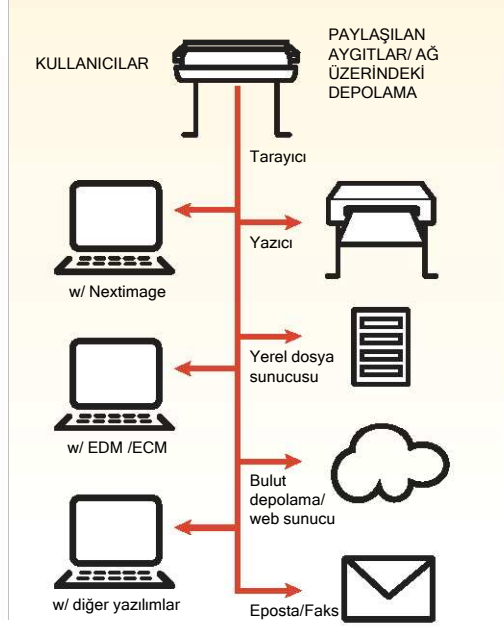 KULLANICILAR
PAYLAŞILAN
AYGITLAR/ AĞ
ÜZERİNDEKİ
DEPOLAMA
Tarayıcı
w/ Nextimage
Yazıcı
w/ EDM /ECM
Yerel dosya
sunucusu
w/ diğer yazılımlar
Bulut
depolama/
web sunucu
Eposta/Faks